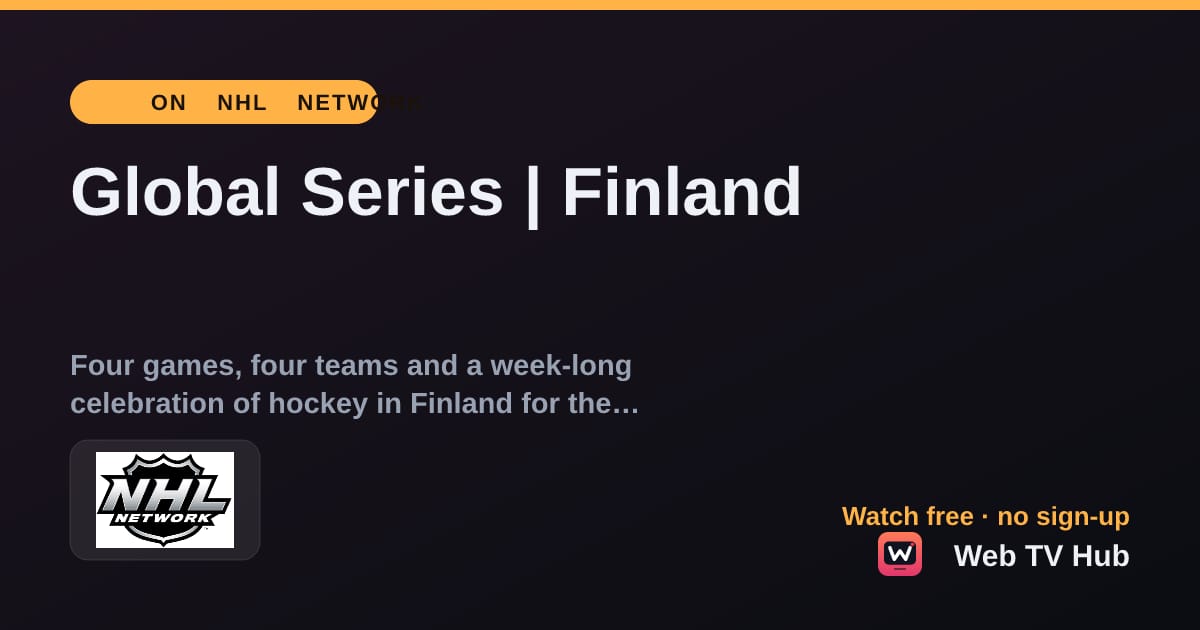 ON NHL NETWORK
Global Series | Finland
Four games, four teams and a week-long
celebration of hockey in Finland for the…
NHL
NETWORK
Watch free · no sign-up
W
Web TV Hub